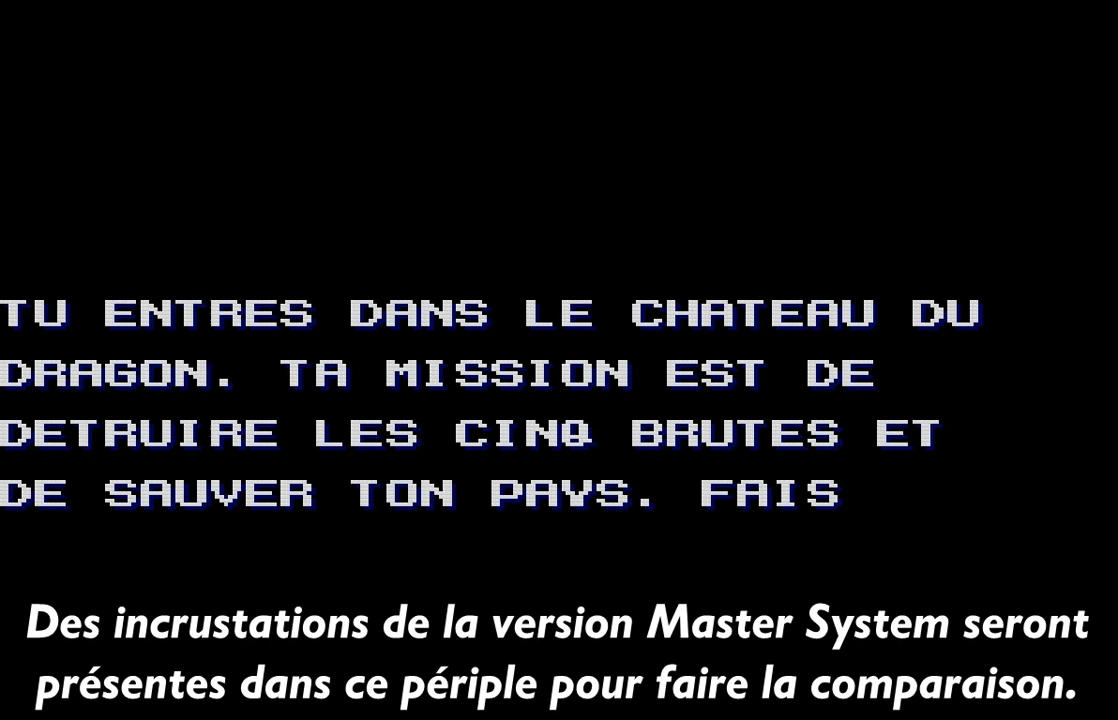 TU ENTRES DANS LE CHATEAU DU
DRAGON. TA MISSION EST DE
DETRUIRE LES CINQ BRUTES ET
DE SAUVER TON PAYS. FAIS
Des incrustations de la version Master System seront
présentes dans ce périple pour faire la comparaison.